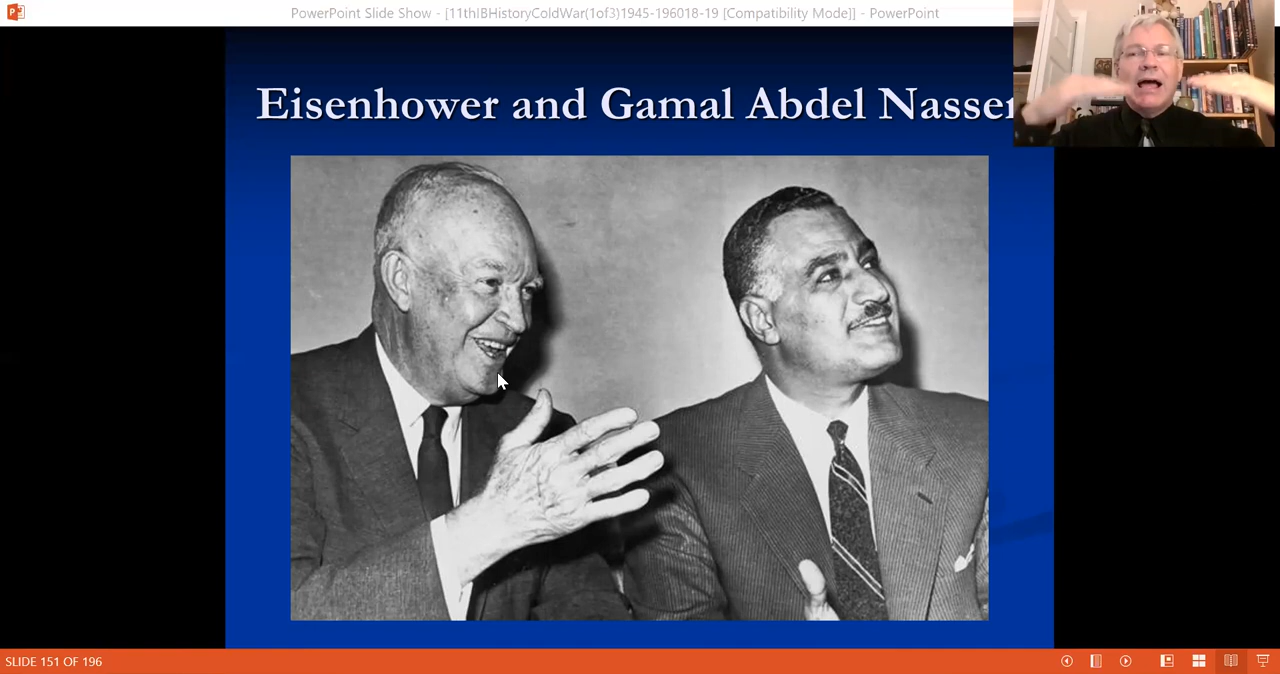 PowerPoint Slide Show - [11thIBHistoryColdWar(1of3)1945-196018-19 [Compatibility Mode]] - PowerPoint
Eisenhower and Gamal Abdel Nasser
SLIDE 151 OF 196